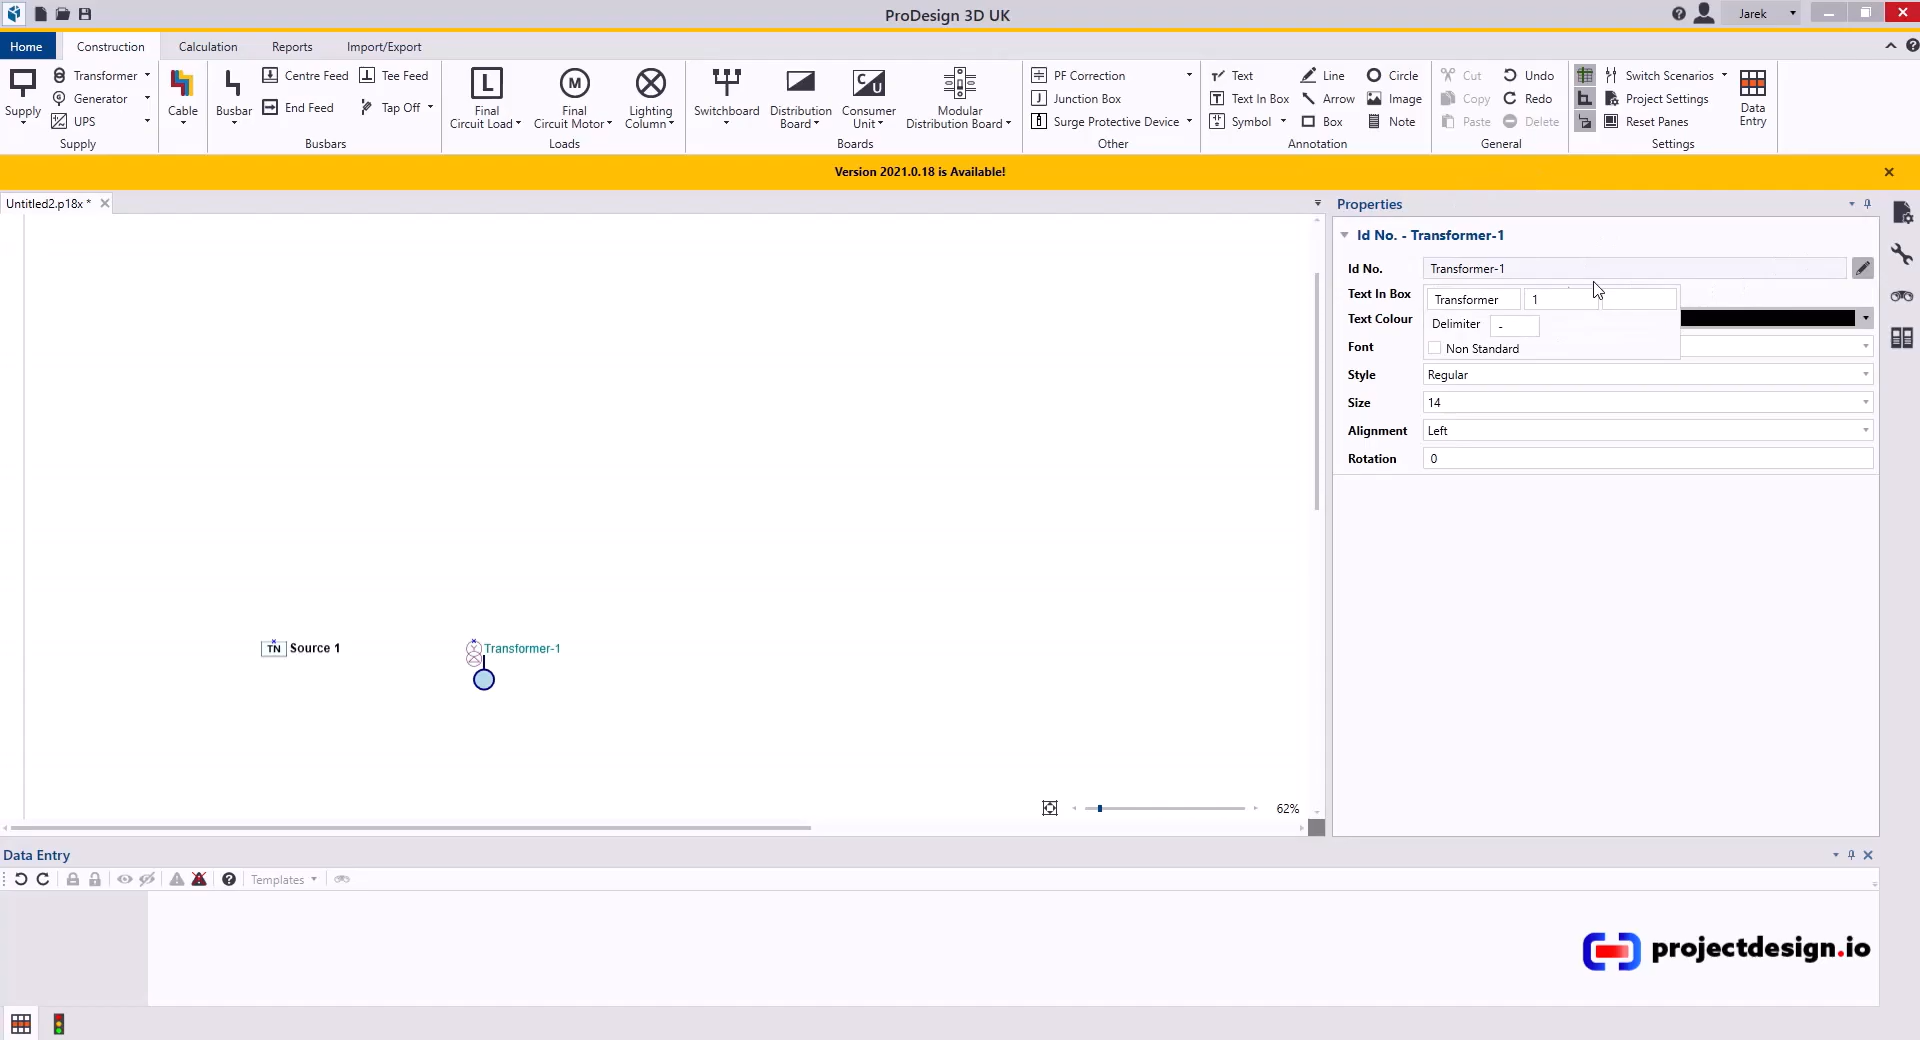 ProDesign 3D UK
Jarek
Home Construction Calculation Reports Import/Export
Supply
Transformer
Generator
UPS
Supply
Cable
Busbar
Centre Feed
Tee Feed
End Feed
Tap Off
Busbars
L
Final
Circuit Load
M
Final
Circuit Motor
Lighting
Column
Loads
Switchboard
Distribution
Board
Consumer
Unit
Modular
Distribution Board
Boards
PF Correction
Junction Box
Surge Protective Device
Other
Text
Line
Circle
Text In Box
Arrow
Image
Symbol
Box
Note
Annotation
Cut
Undo
Copy
Redo
Paste
Delete
General
Switch Scenarios
Project Settings
Reset Panes
Data
Entry
Settings
Version 2021.0.18 is Available!
Untitled2.p18x *
TN Source 1
Transformer-1
62%
Properties
Id No. - Transformer-1
Id No. Transformer-1
Text In Box
Transformer 1
Text Colour
Delimiter -
Font
Non Standard
Style Regular
Size 14
Alignment Left
Rotation 0
Data Entry
Templates
projectdesign.io